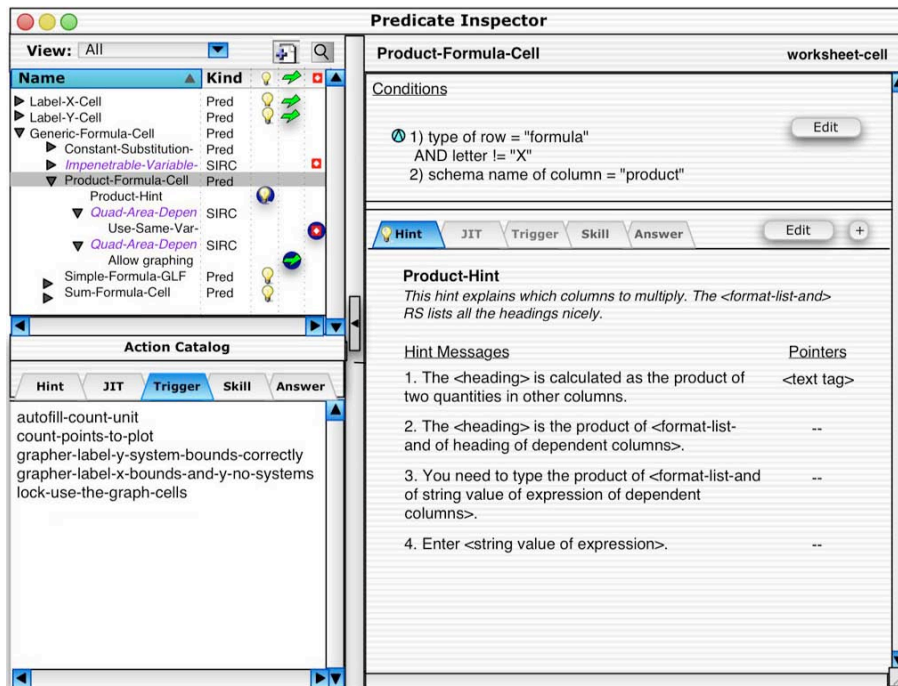 Predicate Inspector
View: All
Name Kind
Label-X-Cell Pred
Label-Y-Cell Pred
Generic-Formula-Cell Pred
Constant-Substitution- Pred
Impenetrable-Variable- SIRC
Product-Formula-Cell Pred
Product-Hint
Quad-Area-Depen SIRC
Use-Same-Var-
Quad-Area-Depen SIRC
Allow graphing
Simple-Formula-GLF Pred
Sum-Formula-Cell Pred
Action Catalog
Hint JIT Trigger Skill Answer
autofill-count-unit
count-points-to-plot
grapher-label-y-system-bounds-correctly
grapher-label-x-bounds-and-y-no-systems
lock-use-the-graph-cells
Product-Formula-Cell worksheet-cell
Conditions
Edit
1) type of row = "formula"
AND letter != "X"
2) schema name of column = "product"
Hint JIT Trigger Skill Answer Edit +
Product-Hint
This hint explains which columns to multiply. The <format-list-and>
RS lists all the headings nicely.
Hint Messages Pointers
1. The <heading> is calculated as the product of <text tag>
two quantities in other columns.
2. The <heading> is the product of <format-list- --
and of heading of dependent columns>.
3. You need to type the product of <format-list-and --
of string value of expression of dependent
columns>.
4. Enter <string value of expression>. --